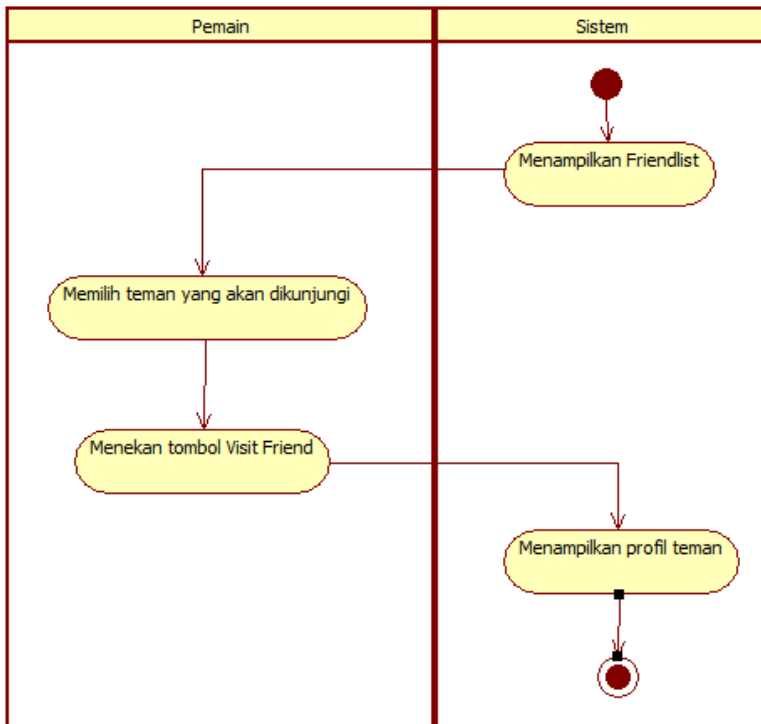 Pemain
Sistem
Menampilkan Friendlist
Memilih teman yang akan dikunjungi
Menekan tombol Visit Friend
Menampilkan profil teman